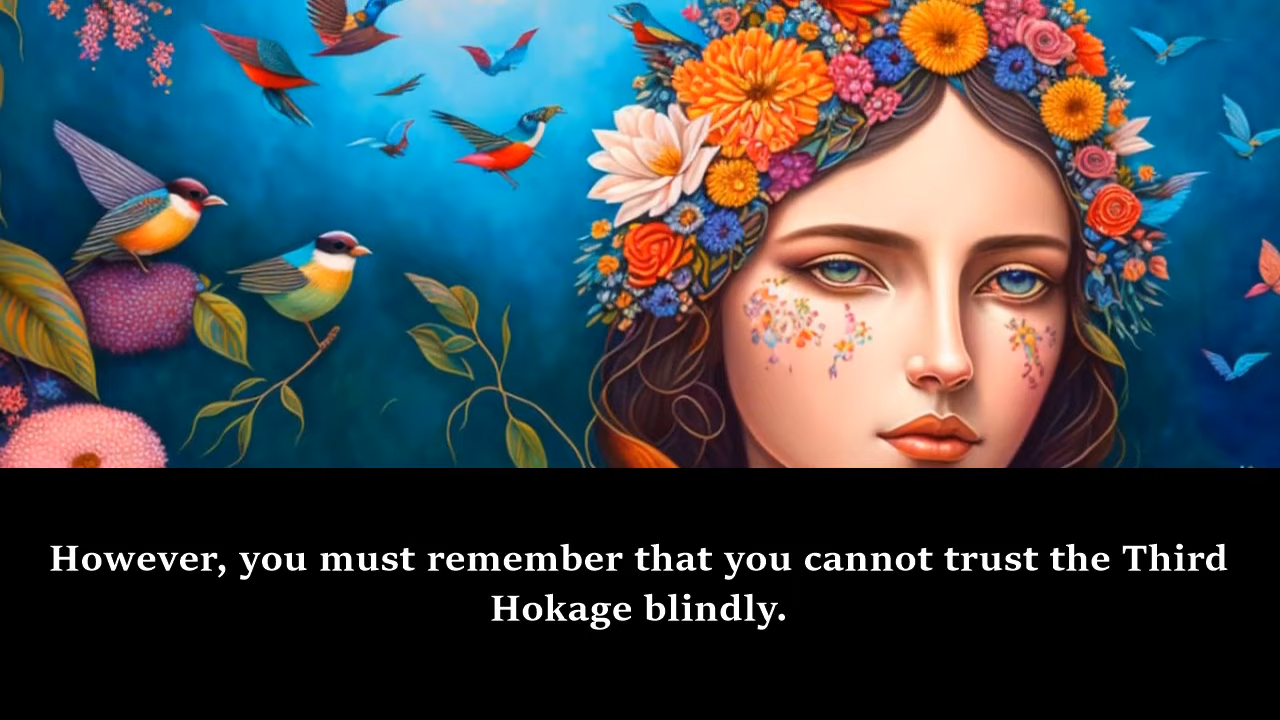 However, you must remember that you cannot trust the Third
Hokage blindly.